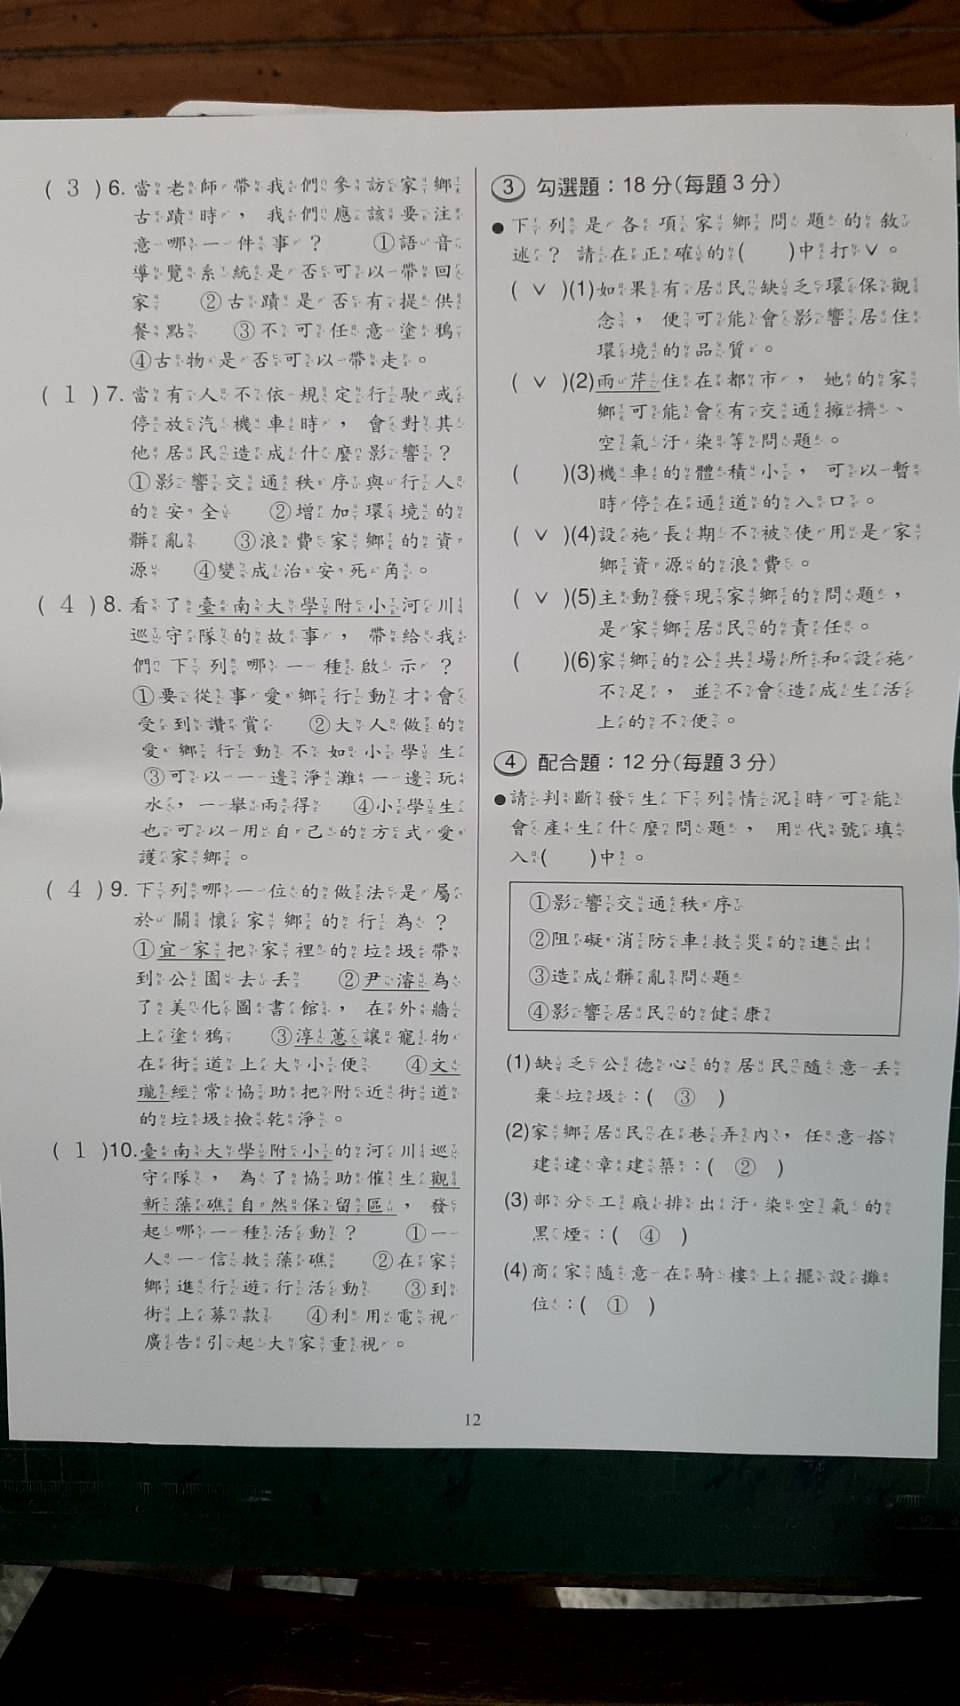 ( 3 ) 6. 當老師帶我們參訪家鄉
古蹟時，我們應該要注
意哪一件事？ ①語音
導覽系統是否可以帶回
家 ②古蹟是否有提供
餐點 ③不可任意塗鴉
④古物是否可以帶走。
( 1 ) 7. 當有人不依規定行駛或
停放汽機車時，會對其
他居民造成什麼影響？
①影響交通秩序與行人
的安全 ②增加環境的
髒亂 ③浪費家鄉的資
源 ④變成治安死角。
( 4 ) 8. 看了臺南大學附小河川
巡守隊的故事，帶給我
們下列哪一種啟示？
①要從事愛鄉行動才會
受到讚賞 ②大人做的
愛鄉行動不如小學生
③可以一邊淨灘一邊玩
水，一舉兩得 ④小學生
也可以用自己的方式愛
護家鄉。
( 4 ) 9. 下列哪一位的做法是屬
於關懷家鄉的行為？
①宜家把家裡的垃圾帶
到公園去丟 ②尹濬為
了美化圖書館，在外牆
上塗鴉 ③淳蕙讓寵物
在街道上大小便 ④文
瓏經常協助把附近街道
的垃圾撿乾淨。
( 1 )10. 臺南大學附小的河川巡
守隊，為了協助催生觀
新藻礁自然保留區，發
起哪一種活動？ ①一
人一信救藻礁 ②在家
鄉進行遊行活動 ③到
街上募款 ④利用電視
廣告引起大家重視。
③ 勾選題：18 分(每題 3 分)
●下列是各項家鄉問題的敘
述？請在正確的( )中打∨。
( ∨ )(1)如果有居民缺乏環保觀
念，便可能會影響居住
環境的品質。
( ∨ )(2)雨芹住在都市，她的家
鄉可能會有交通擁擠、
空氣汙染等問題。
( )(3)機車的體積小，可以暫
時停在通道的入口。
( ∨ )(4)設施長期不被使用是家
鄉資源的浪費。
( ∨ )(5)主動發現家鄉的問題，
是家鄉居民的責任。
( )(6)家鄉的公共場所和設施
不足，並不會造成生活
上的不便。
④ 配合題：12 分(每題 3 分)
●請判斷發生下列情況時可能
會產生什麼問題，用代號填
入( )中。
①影響交通秩序
②阻礙消防車救災的進出
③造成髒亂問題
④影響居民的健康
(1)缺乏公德心的居民隨意丟
棄垃圾：( ③ )
(2)家鄉居民在巷弄內，任意搭
建違章建築：( ② )
(3)部分工廠排出汙染空氣的
黑煙：( ④ )
(4)商家隨意在騎樓上擺設攤
位：( ① )
12